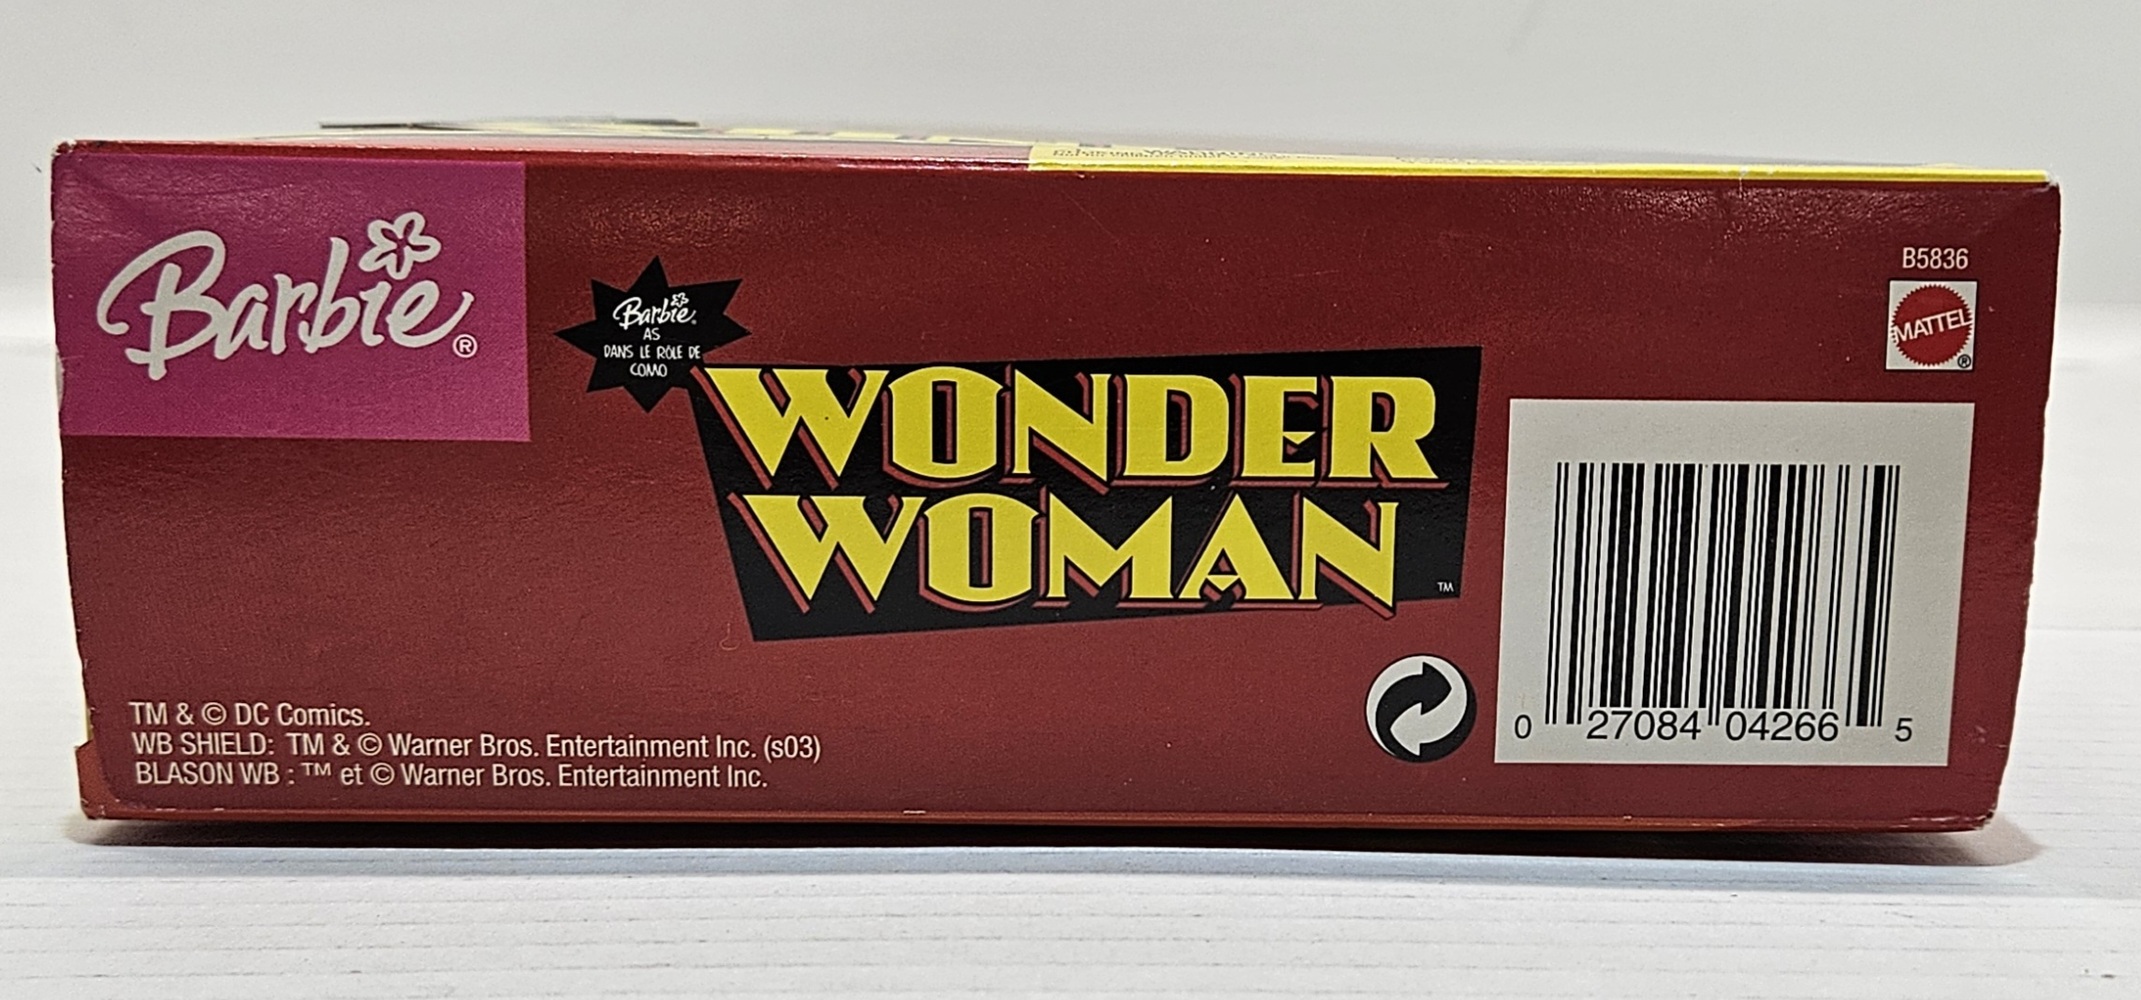 Barbie®
Barbie®
AS
DANS LE RÔLE DE
COMO
WONDER
WOMAN
TM
B5836
MATTEL®
0 27084 04266 5
TM & © DC Comics.
WB SHIELD: TM & © Warner Bros. Entertainment Inc. (s03)
BLASON WB : ™ et © Warner Bros. Entertainment Inc.